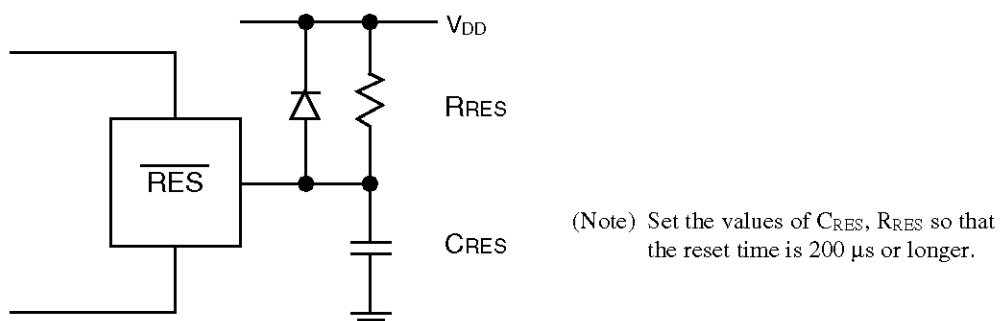 VDD
RRES
RES
CRES
(Note) Set the values of CRES, RRES so that
the reset time is 200 μs or longer.